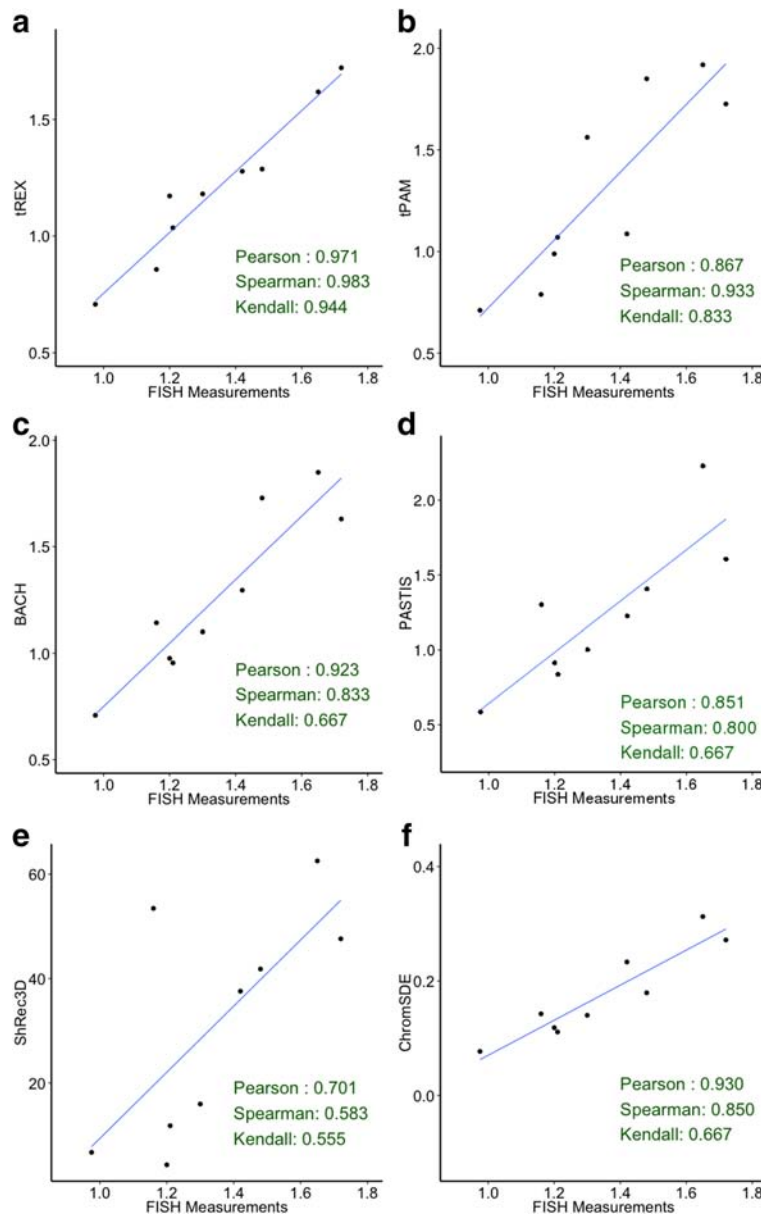 a
tREX
1.5
1.0
0.5
Pearson : 0.971
Spearman: 0.983
Kendall: 0.944
1.0 1.2 1.4 1.6 1.8
FISH Measurements
b
tPAM
2.0
1.5
1.0
0.5
Pearson : 0.867
Spearman: 0.933
Kendall: 0.833
1.0 1.2 1.4 1.6 1.8
FISH Measurements
c
BACH
2.0
1.5
1.0
0.5
Pearson : 0.923
Spearman: 0.833
Kendall: 0.667
1.0 1.2 1.4 1.6 1.8
FISH Measurements
d
PASTIS
2.0
1.5
1.0
0.5
Pearson : 0.851
Spearman: 0.800
Kendall: 0.667
1.0 1.2 1.4 1.6 1.8
FISH Measurements
e
ShRec3D
60
40
20
Pearson : 0.701
Spearman: 0.583
Kendall: 0.555
1.0 1.2 1.4 1.6 1.8
FISH Measurements
f
ChromSDE
0.4
0.2
0.0
Pearson : 0.930
Spearman: 0.850
Kendall: 0.667
1.0 1.2 1.4 1.6 1.8
FISH Measurements